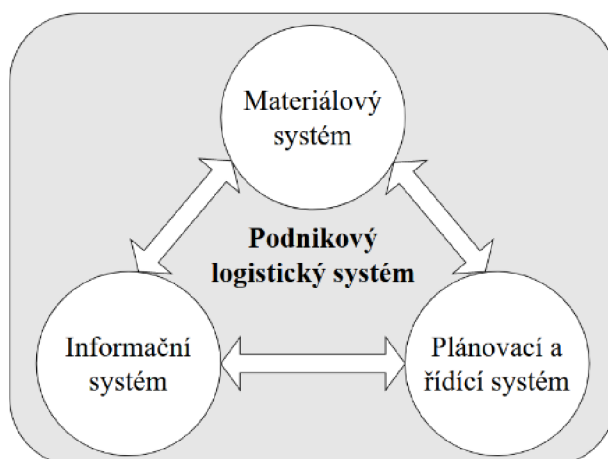 Materiálový
systém
Podnikový
logistický systém
Informační
systém
Plánovací a
řídící systém